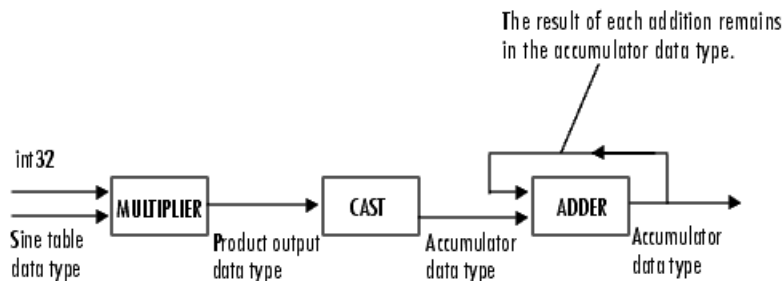 The result of each addition remains
in the accumulator data type.
int32
MULTIPLIER
CAST
ADDER
Sine table
data type
Product output
data type
Accumulator
data type
Accumulator
data type